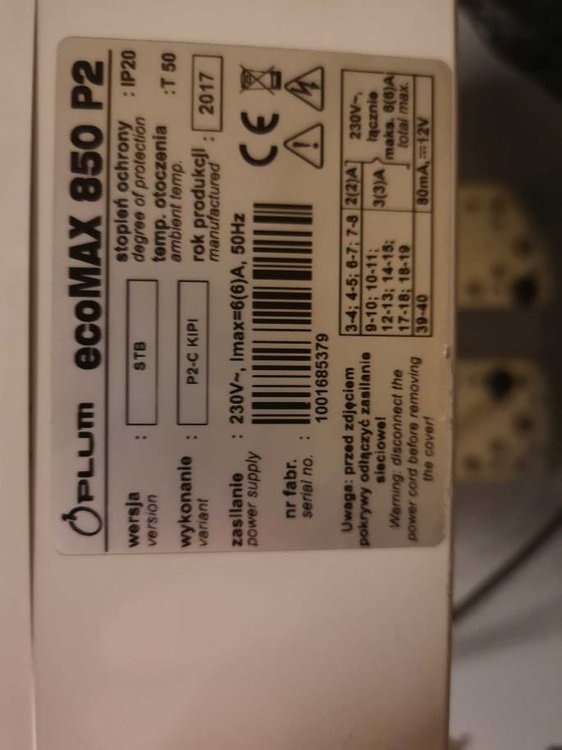 PLUM ecoMAX 850 P2
wersja : STB stopień ochrony : IP20
version degree of protection
temp. otoczenia : T 50
wykonanie : P2-C KIPI ambient temp.
variant rok produkcji : 2017
manufactured
zasilanie : 230V~, Imax=6(6)A, 50Hz
power supply
CE
nr fabr. : 1001685379
serial no.
Uwaga: przed zdjęciem
pokrywy odłączyć zasilanie
sieciowe!
Warning: disconnect the
power cord before removing
the cover!
3-4; 4-5; 6-7; 7-8 2(2)A 230V~,
9-10; 10-11; 3(3)A łącznie
12-13; 14-15; maks. 6(6)A
17-18; 18-19 total max.
39-40 80mA, 12V